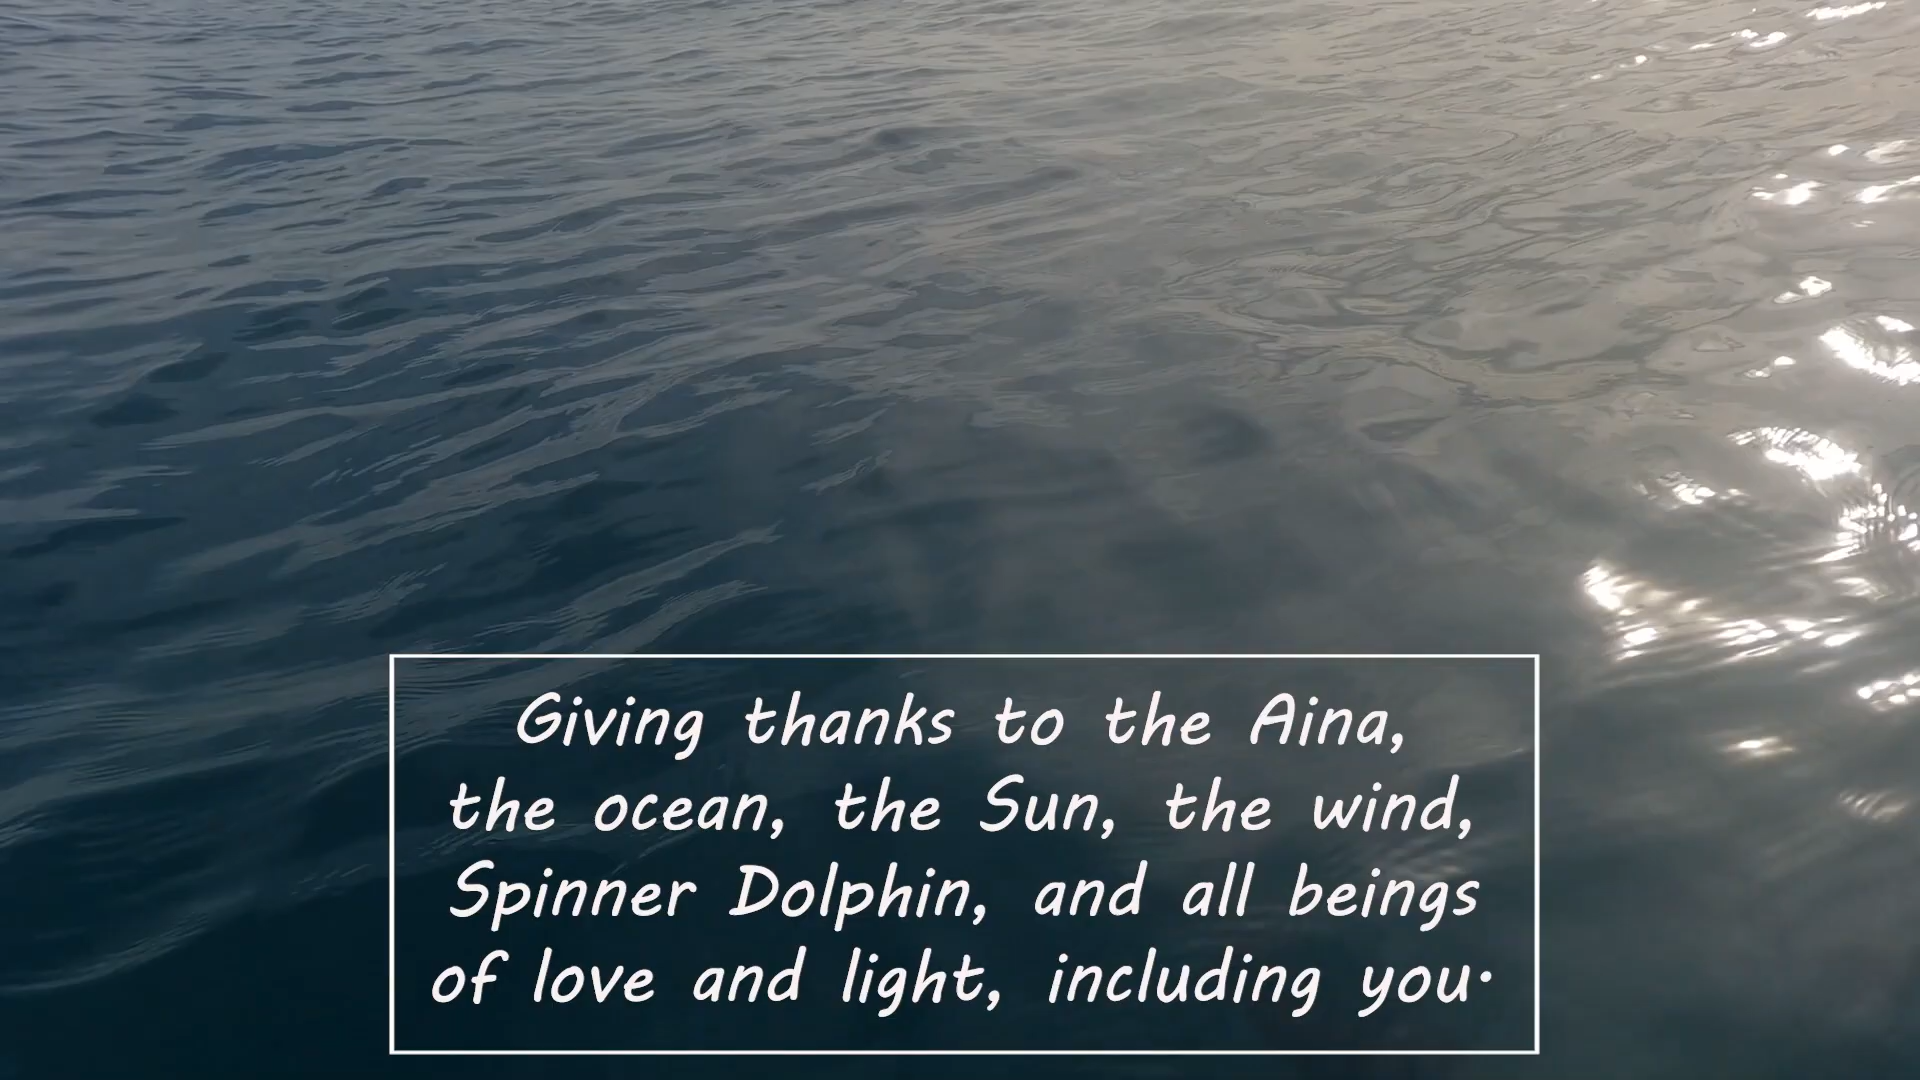 Giving thanks to the Aina,
the ocean, the Sun, the wind,
Spinner Dolphin, and all beings
of love and light, including you.